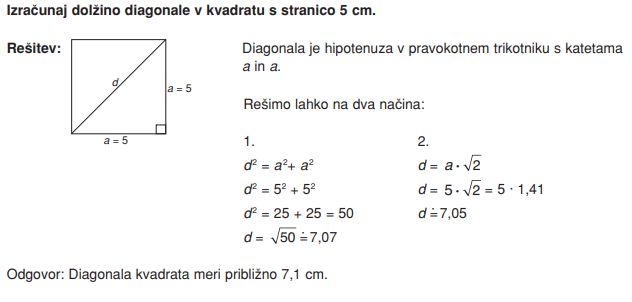 Izračunaj dolžino diagonale v kvadratu s stranico 5 cm.
Rešitev:
d
a = 5
a = 5
Diagonala je hipotenuza v pravokotnem trikotniku s katetama
a in a.
Rešimo lahko na dva načina:
1.
d² = a²+ a²
d² = 5² + 5²
d² = 25 + 25 = 50
d = √50 ≐ 7,07
2.
d = a · √2
d = 5 · √2 = 5 · 1,41
d ≐ 7,05
Odgovor: Diagonala kvadrata meri približno 7,1 cm.